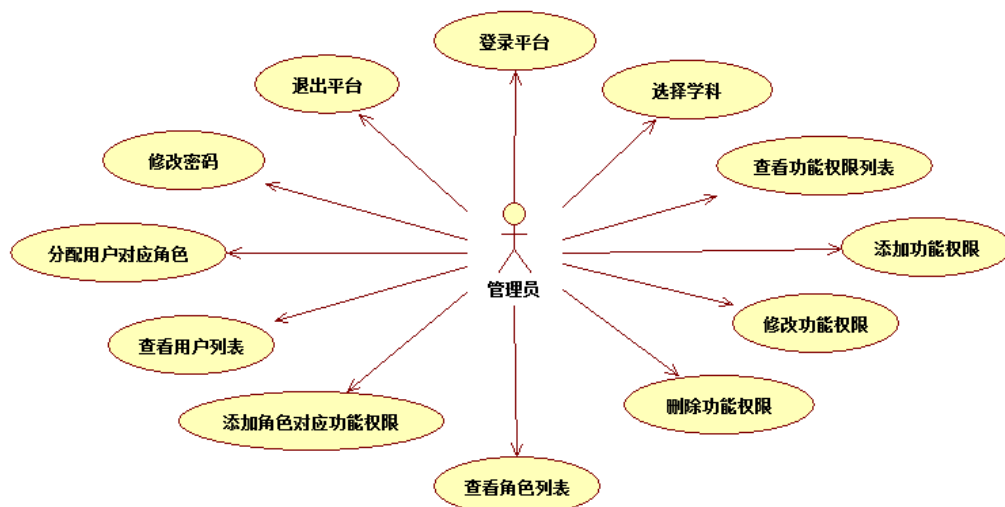 登录平台
退出平台
选择学科
修改密码
查看功能权限列表
分配用户对应角色
添加功能权限
管理员
修改功能权限
查看用户列表
删除功能权限
添加角色对应功能权限
查看角色列表